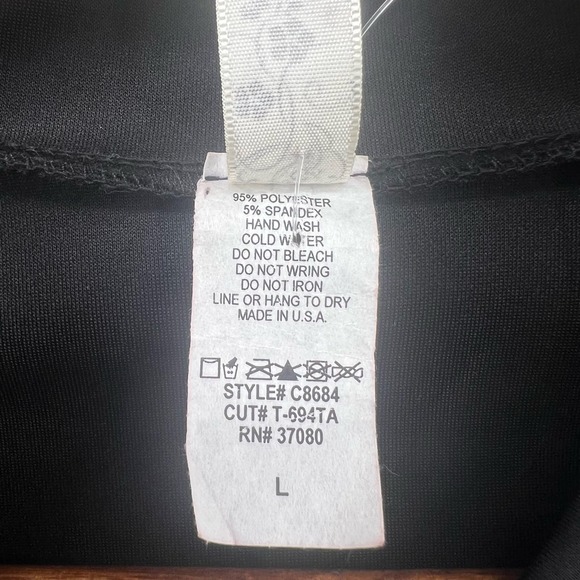 95% POLYESTER
5% SPANDEX
HAND WASH
COLD WATER
DO NOT BLEACH
DO NOT WRING
DO NOT IRON
LINE OR HANG TO DRY
MADE IN U.S.A.
STYLE# C8684
CUT# T-694TA
RN# 37080
L